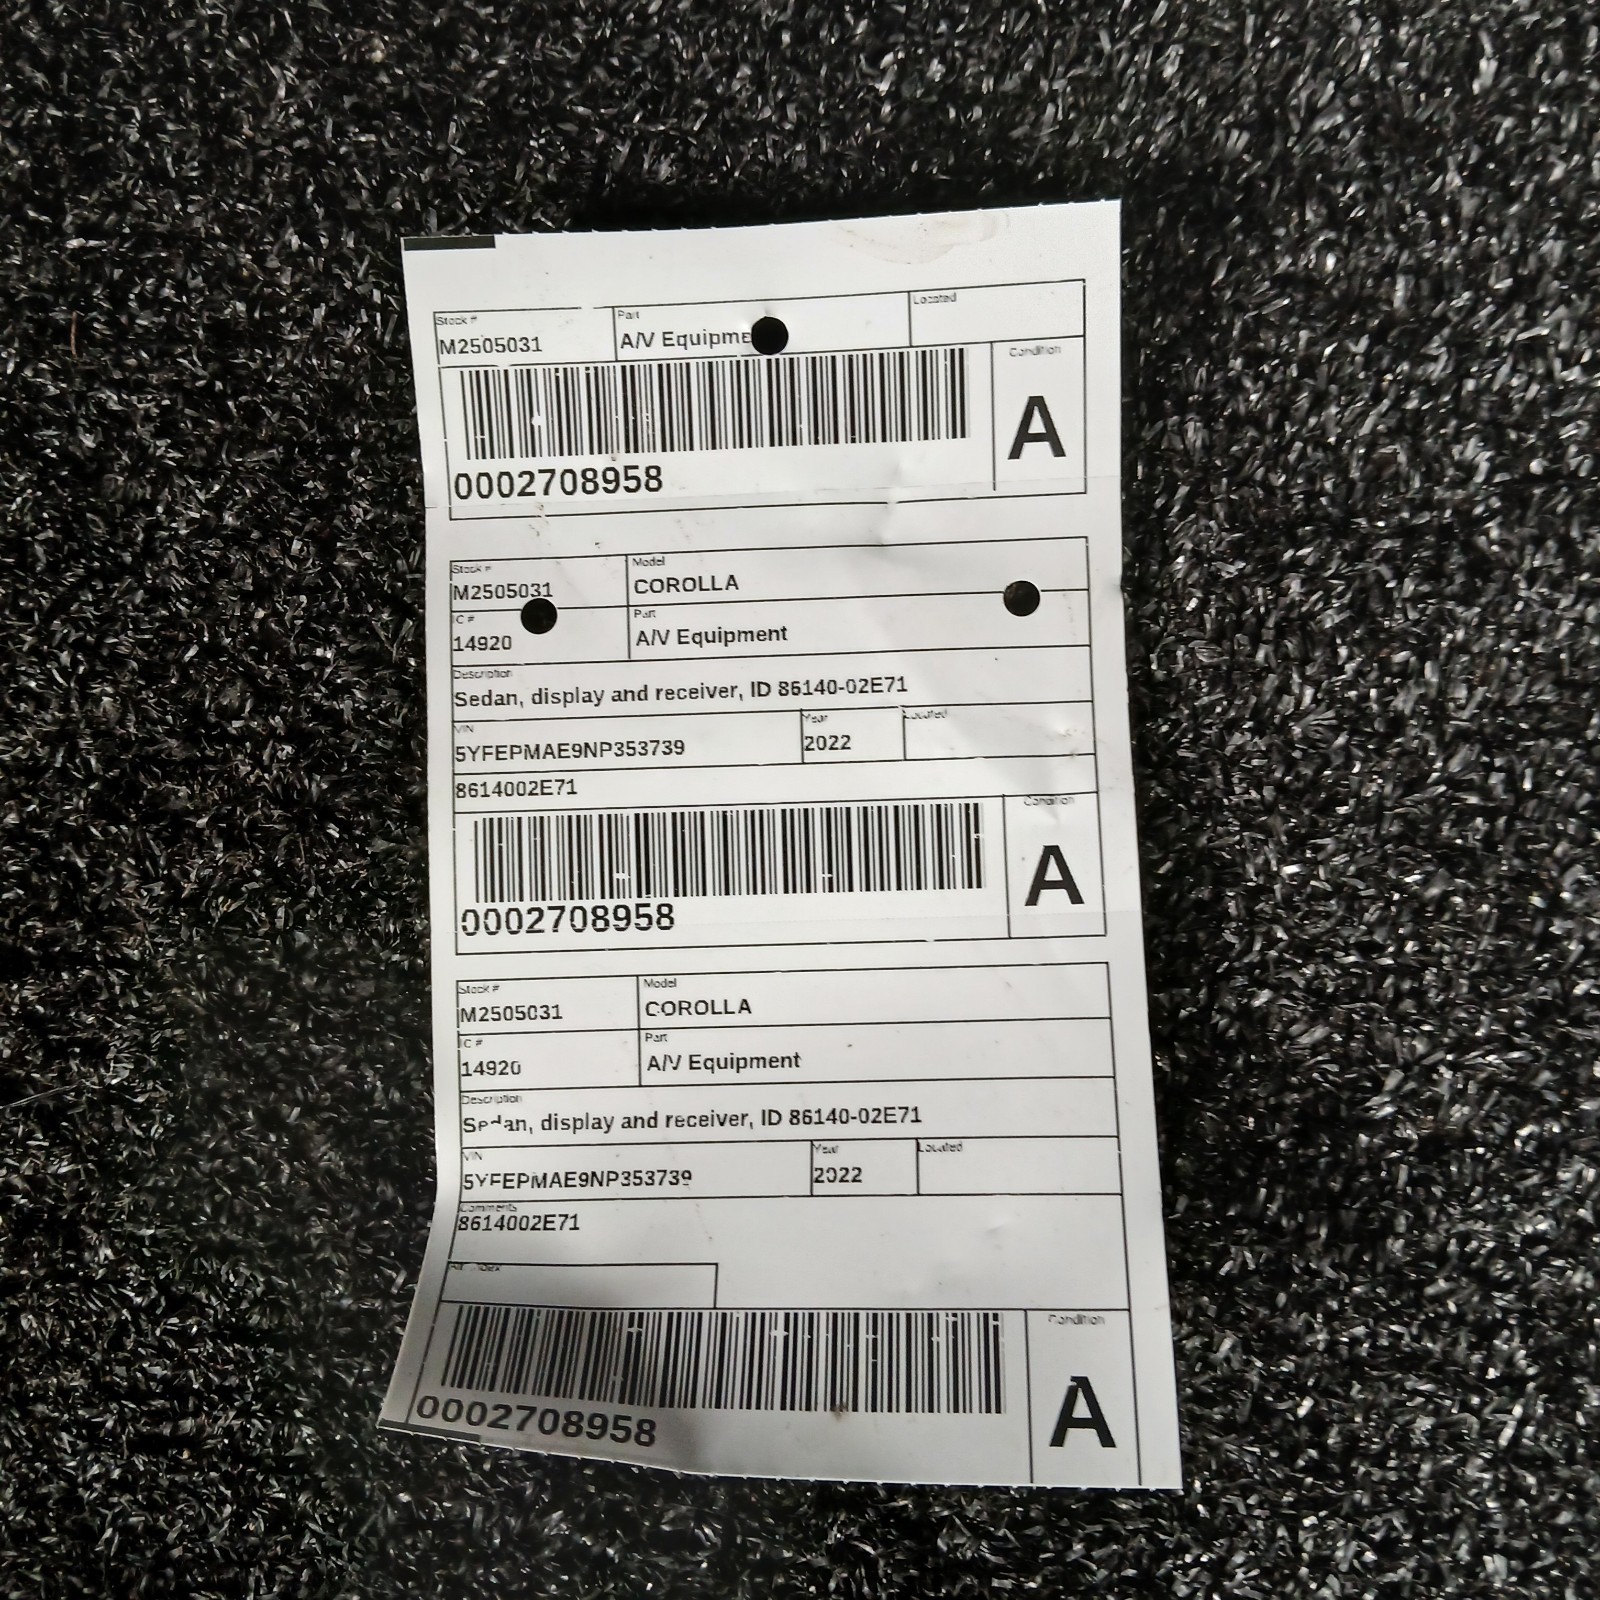 Stock # Part Located
M2505031 A/V Equipme
Condition
A
0002708958
Stock # Model
M2505031 COROLLA
IC # Part
14920 A/V Equipment
Description
Sedan, display and receiver, ID 86140-02E71
VIN Year Located
5YFEPMAE9NP353739 2022
8614002E71
Condition
A
0002708958
Stock # Model
M2505031 COROLLA
IC # Part
14920 A/V Equipment
Description
Sedan, display and receiver, ID 86140-02E71
VIN Year Located
5YFEPMAE9NP353739 2022
Comments
8614002E71
Condition
A
0002708958